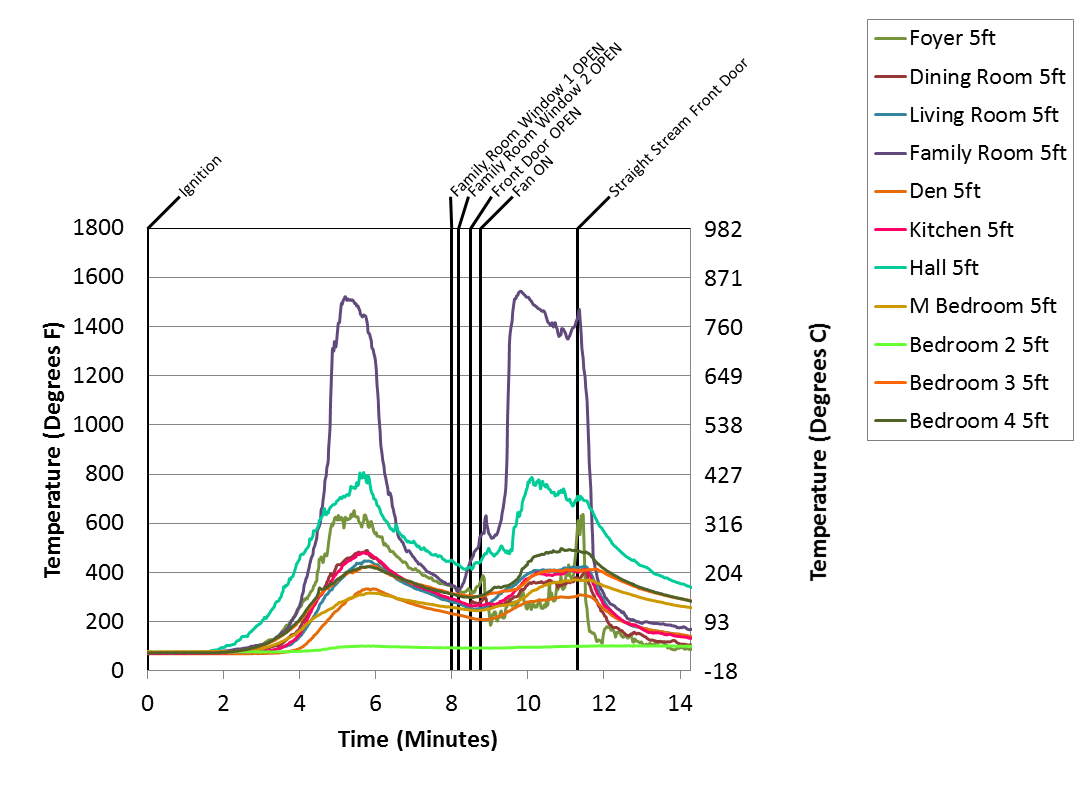 Ignition
Family Room Window 1 OPEN
Family Room Window 2 OPEN
Front Door OPEN
Fan ON
Straight Stream Front Door
Foyer 5ft
Dining Room 5ft
Living Room 5ft
Family Room 5ft
Den 5ft
Kitchen 5ft
Hall 5ft
M Bedroom 5ft
Bedroom 2 5ft
Bedroom 3 5ft
Bedroom 4 5ft
Temperature (Degrees F)
1800
1600
1400
1200
1000
800
600
400
200
0
982
871
760
649
538
427
316
204
93
-18
Temperature (Degrees C)
0 2 4 6 8 10 12 14
Time (Minutes)